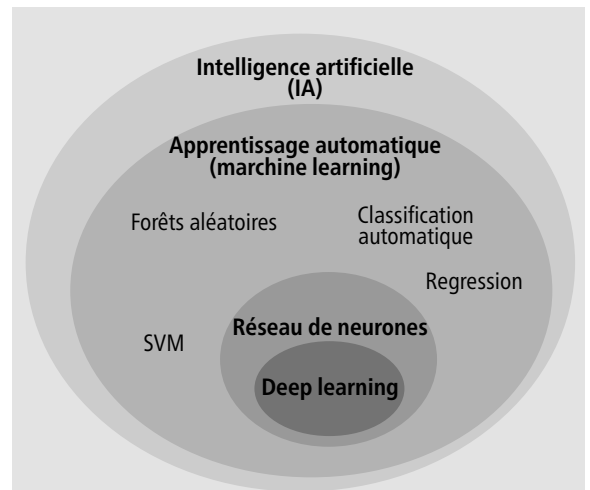 Intelligence artificielle
(IA)
Apprentissage automatique
(marchine learning)
Forêts aléatoires
Classification
automatique
Regression
Réseau de neurones
SVM
Deep learning